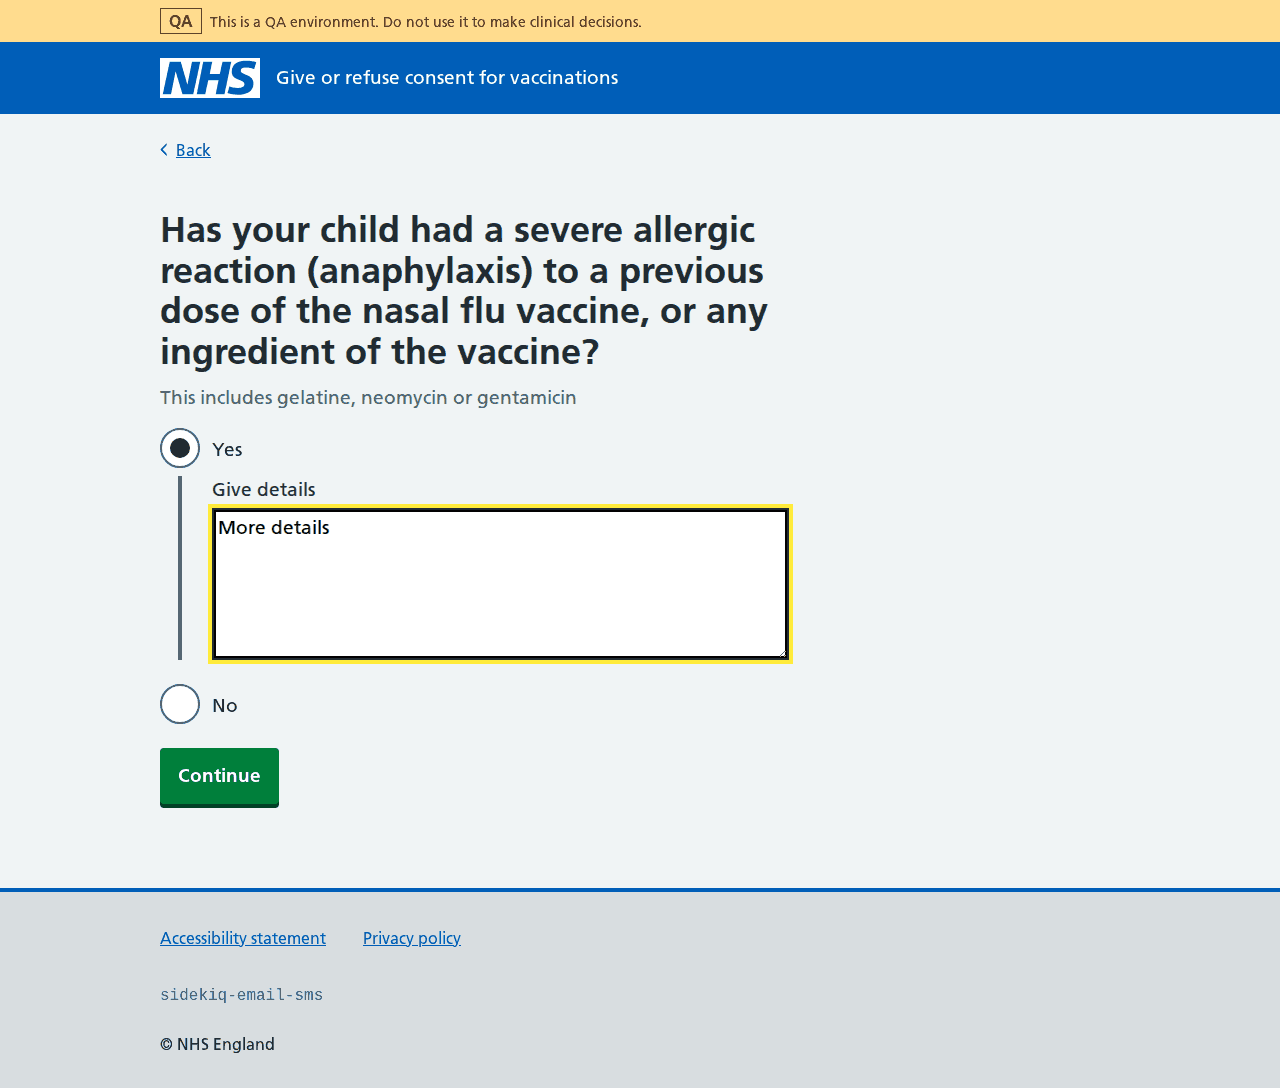 QA This is a QA environment. Do not use it to make clinical decisions.
NHS Give or refuse consent for vaccinations
Back
Has your child had a severe allergic
reaction (anaphylaxis) to a previous
dose of the nasal flu vaccine, or any
ingredient of the vaccine?
This includes gelatine, neomycin or gentamicin
Yes
Give details
More details
No
Continue
Accessibility statement Privacy policy
sidekiq-email-sms
© NHS England